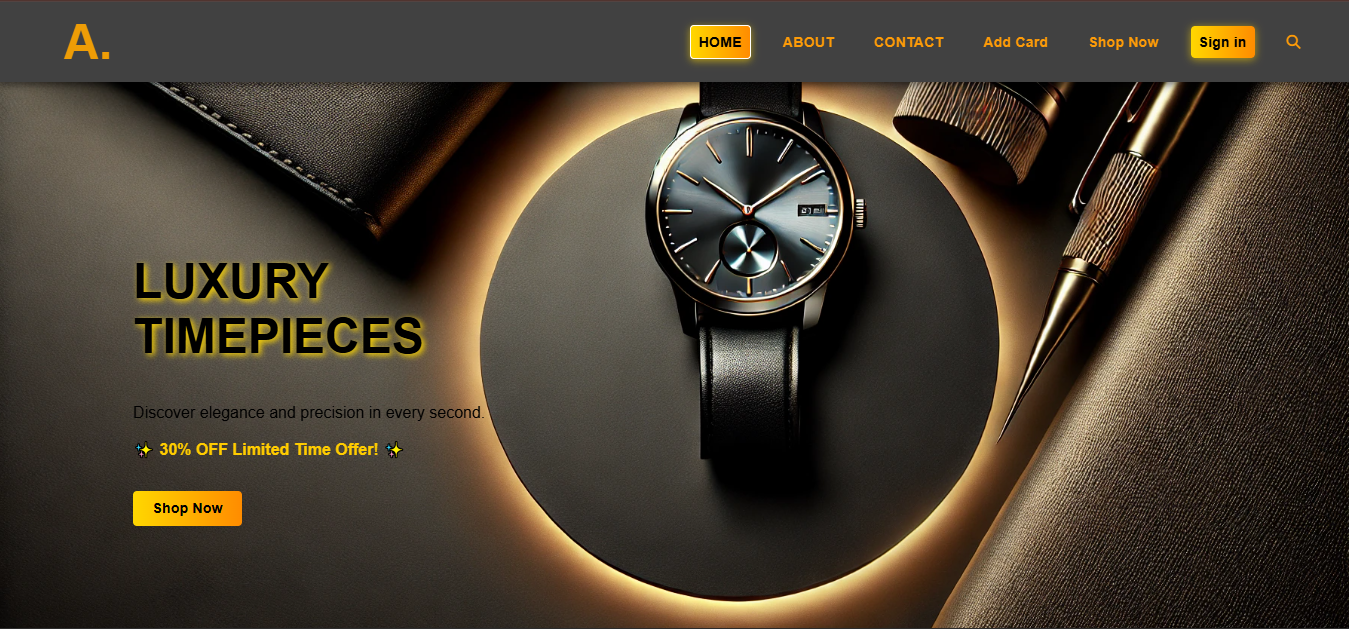 A.
HOME ABOUT CONTACT Add Card Shop Now Sign in
LUXURY
TIMEPIECES
Discover elegance and precision in every second.
✨ 30% OFF Limited Time Offer! ✨
Shop Now